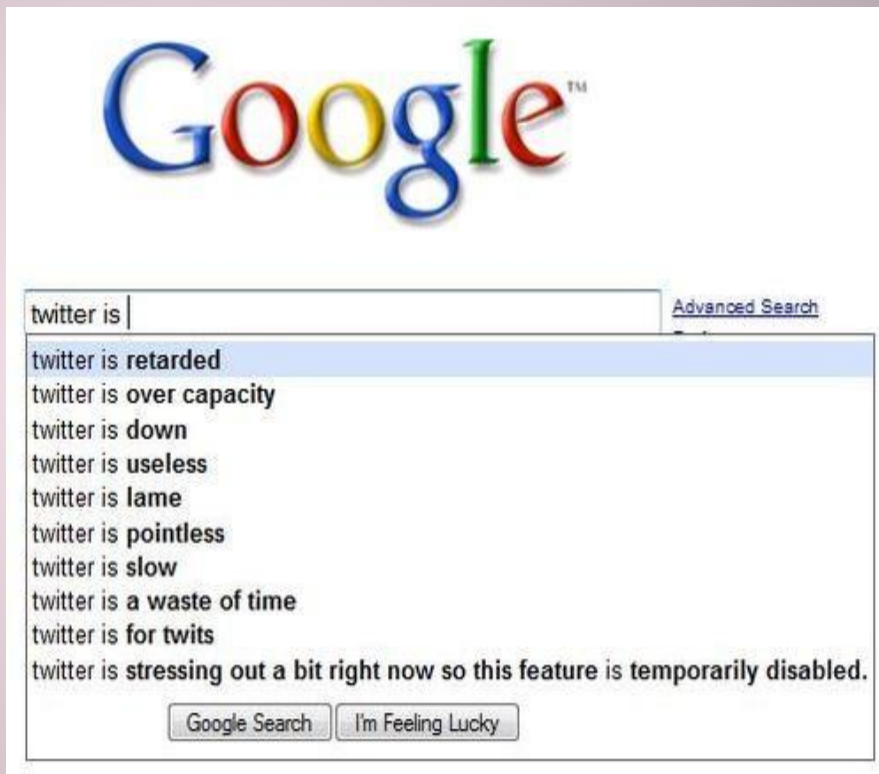 Google™
twitter is
Advanced Search
twitter is retarded
twitter is over capacity
twitter is down
twitter is useless
twitter is lame
twitter is pointless
twitter is slow
twitter is a waste of time
twitter is for twits
twitter is stressing out a bit right now so this feature is temporarily disabled.
Google Search
I'm Feeling Lucky